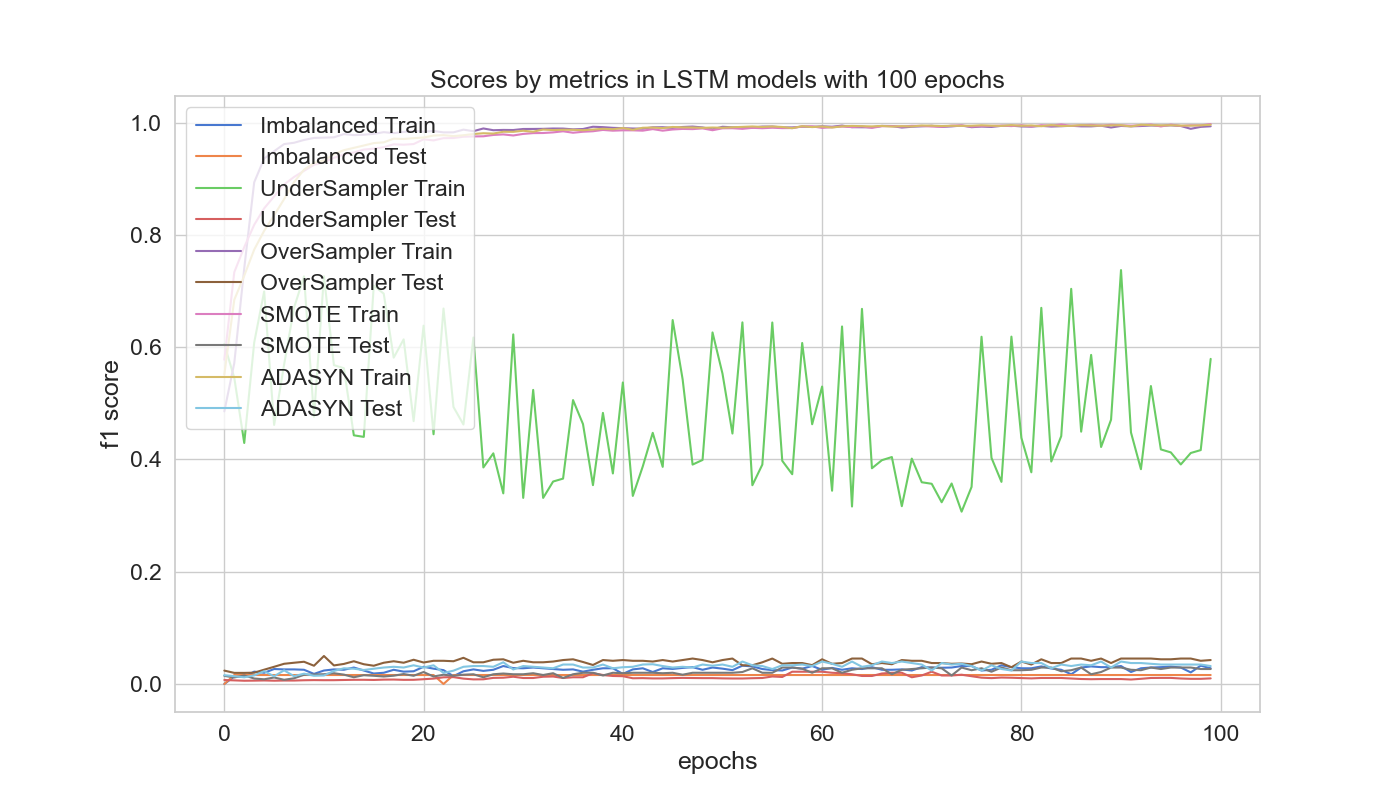 Scores by metrics in LSTM models with 100 epochs
1.0
0.8
0.6
0.4
0.2
0.0
f1 score
Imbalanced Train
Imbalanced Test
UnderSampler Train
UnderSampler Test
OverSampler Train
OverSampler Test
SMOTE Train
SMOTE Test
ADASYN Train
ADASYN Test
0 20 40 60 80 100
epochs